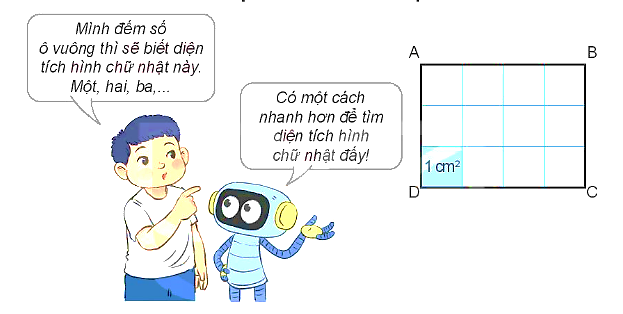 Mình đếm số
ô vuông thì sẽ biết diện
tích hình chữ nhật này.
Một, hai, ba,...
Có một cách
nhanh hơn để tìm
diện tích hình
chữ nhật đấy!
A
B
1 cm²
D
C